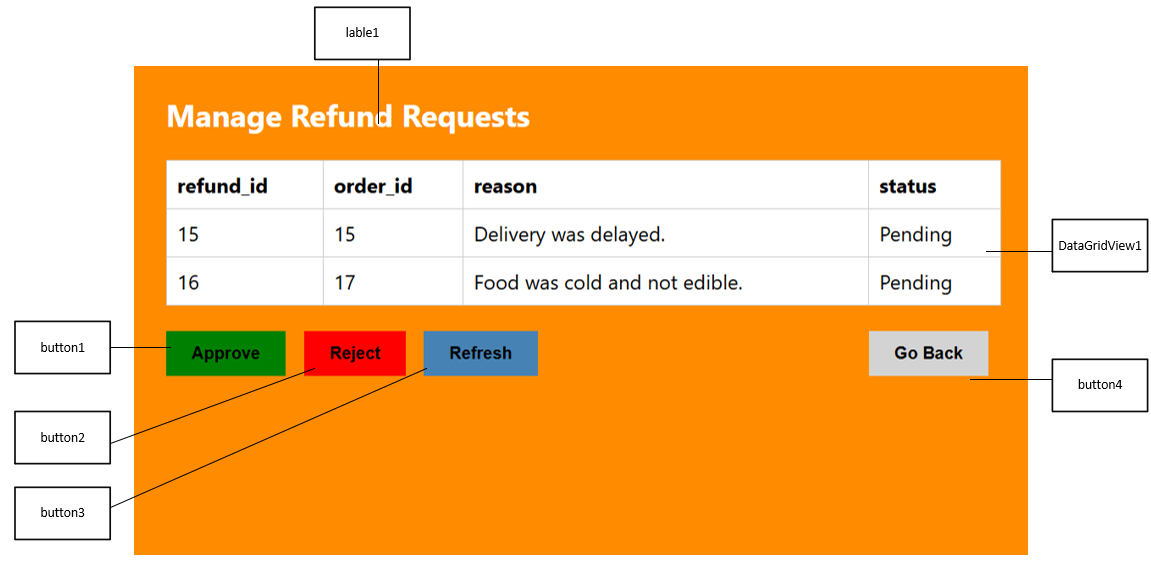 lable1
Manage Refund Requests
refund_id order_id reason status
15 15 Delivery was delayed. Pending
16 17 Food was cold and not edible. Pending
DataGridView1
Approve Reject Refresh Go Back
button1
button4
button2
button3